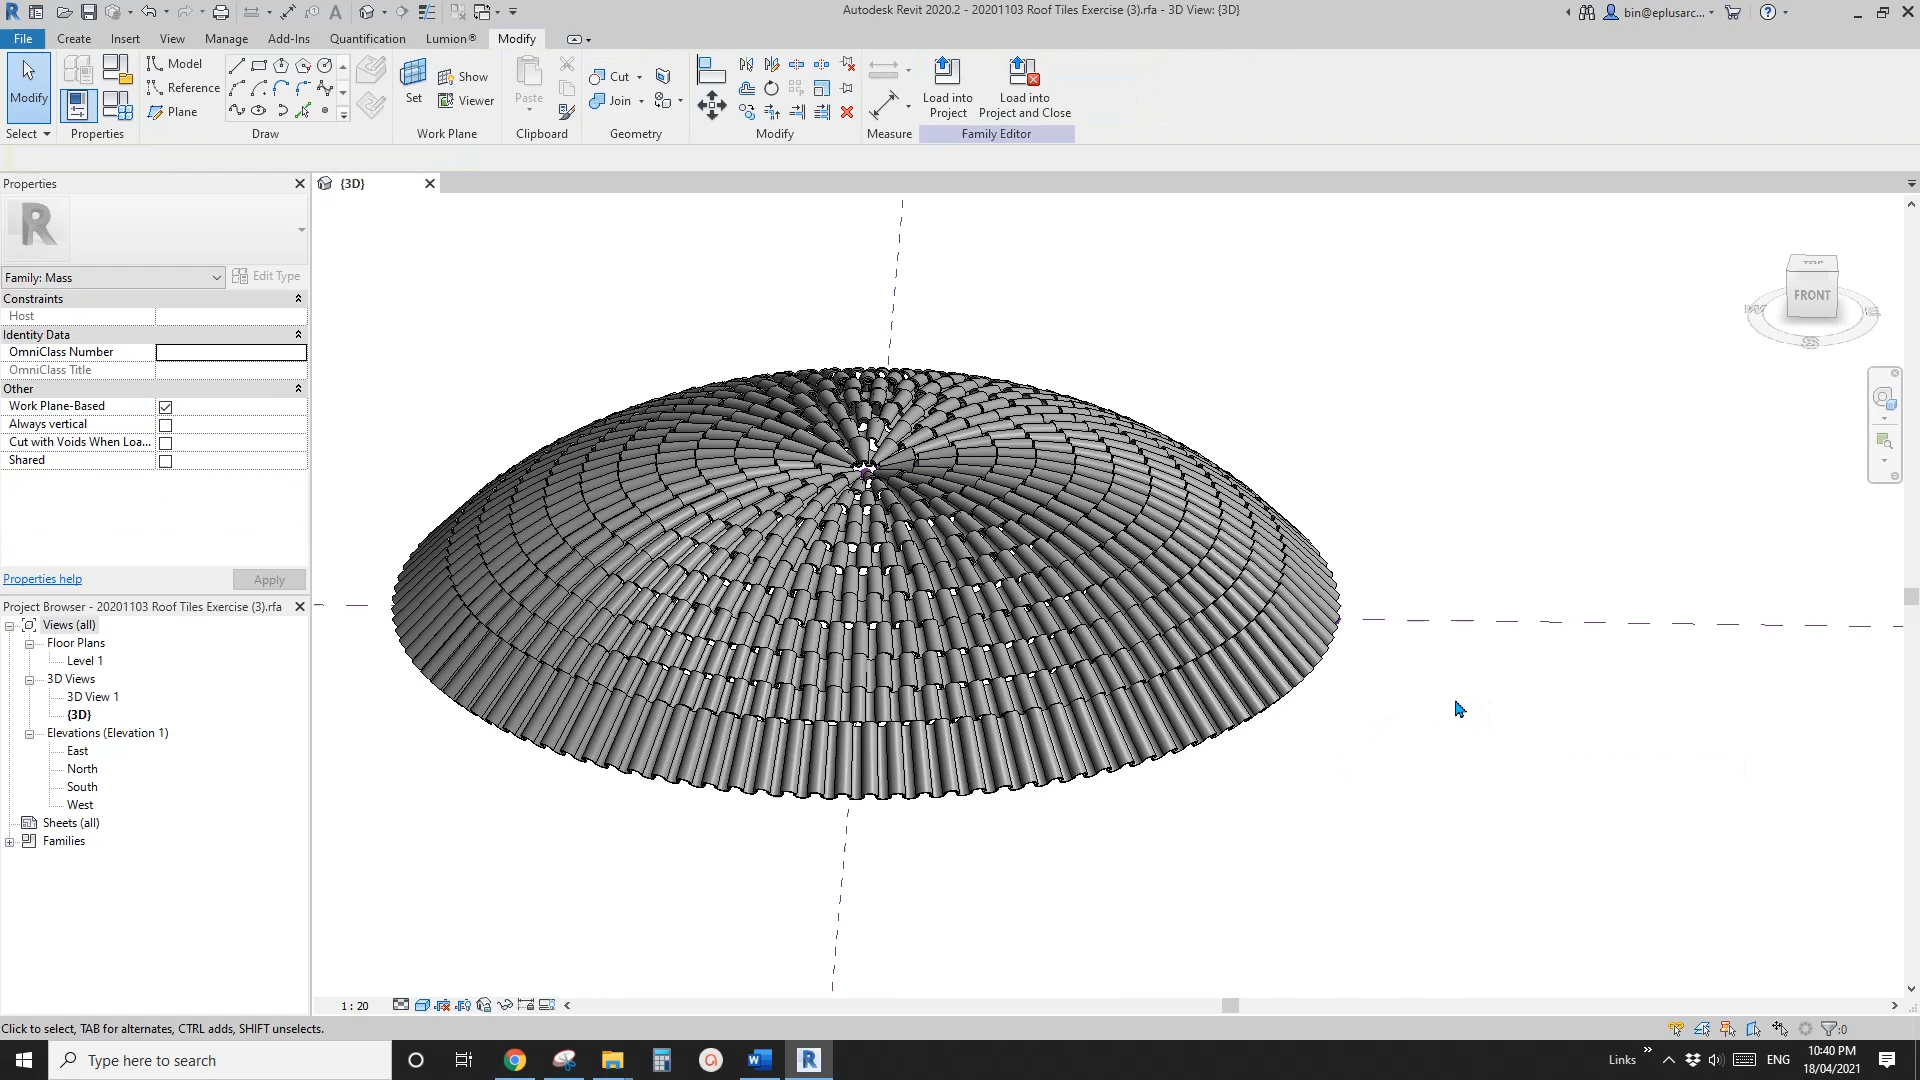 Autodesk Revit 2020.2 - 20201103 Roof Tiles Exercise (3).rfa - 3D View: {3D}
bin@eplusarc...
File Create Insert View Manage Add-Ins Quantification Lumion® Modify
Modify
Select
Properties
Model
Reference
Plane
Draw
Set
Show
Viewer
Work Plane
Paste
Clipboard
Cut
Join
Geometry
Modify
Measure
Load into
Project
Load into
Project and Close
Family Editor
Properties
{3D}
Family: Mass
Edit Type
Constraints
Host
Identity Data
OmniClass Number
OmniClass Title
Other
Work Plane-Based
Always vertical
Cut with Voids When Loa...
Shared
Properties help
Apply
Project Browser - 20201103 Roof Tiles Exercise (3).rfa
Views (all)
Floor Plans
Level 1
3D Views
3D View 1
{3D}
Elevations (Elevation 1)
East
North
South
West
Sheets (all)
Families
TOP
FRONT
W
E
S
1 : 20
Click to select, TAB for alternates, CTRL adds, SHIFT unselects.
:0
Type here to search
Links
ENG
10:40 PM
18/04/2021